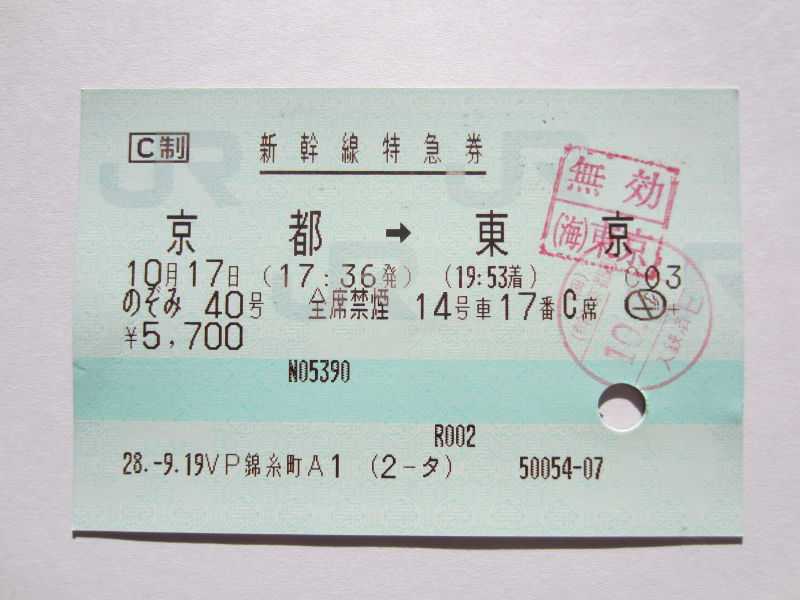 C制 新幹線特急券
無効
(海)東京
京都 → 東京
10月17日 (17:36発) (19:53着) C03
のぞみ 40号 全席禁煙 14号車17番C席
¥5,700
N05390
R002
28.-9.19VP錦糸町A1 (2-タ) 50054-07
JR